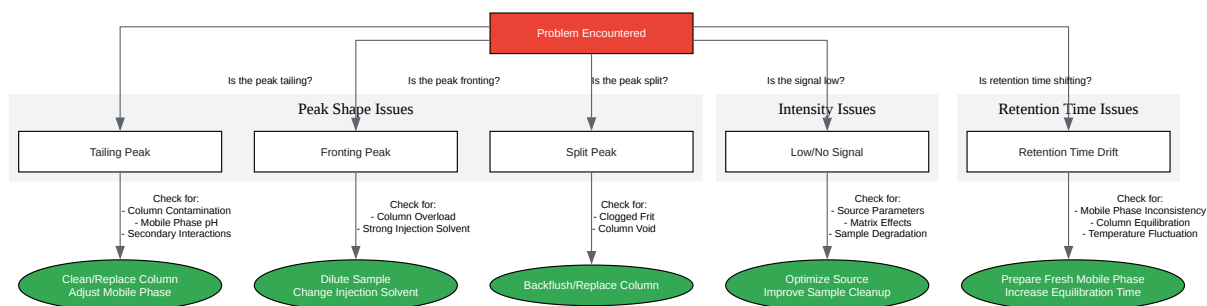 Problem Encountered
Is the peak tailing?
Is the peak fronting?
Is the peak split?
Is the signal low?
Is retention time shifting?
Peak Shape Issues
Intensity Issues
Retention Time Issues
Tailing Peak
Fronting Peak
Split Peak
Low/No Signal
Retention Time Drift
Check for:
- Column Contamination
- Mobile Phase pH
- Secondary Interactions
Check for:
- Column Overload
- Strong Injection Solvent
Check for:
- Clogged Frit
- Column Void
Check for:
- Source Parameters
- Matrix Effects
- Sample Degradation
Check for:
- Mobile Phase Inconsistency
- Column Equilibration
- Temperature Fluctuation
Clean/Replace Column
Adjust Mobile Phase
Dilute Sample
Change Injection Solvent
Backflush/Replace Column
Optimize Source
Improve Sample Cleanup
Prepare Fresh Mobile Phase
Increase Equilibration Time